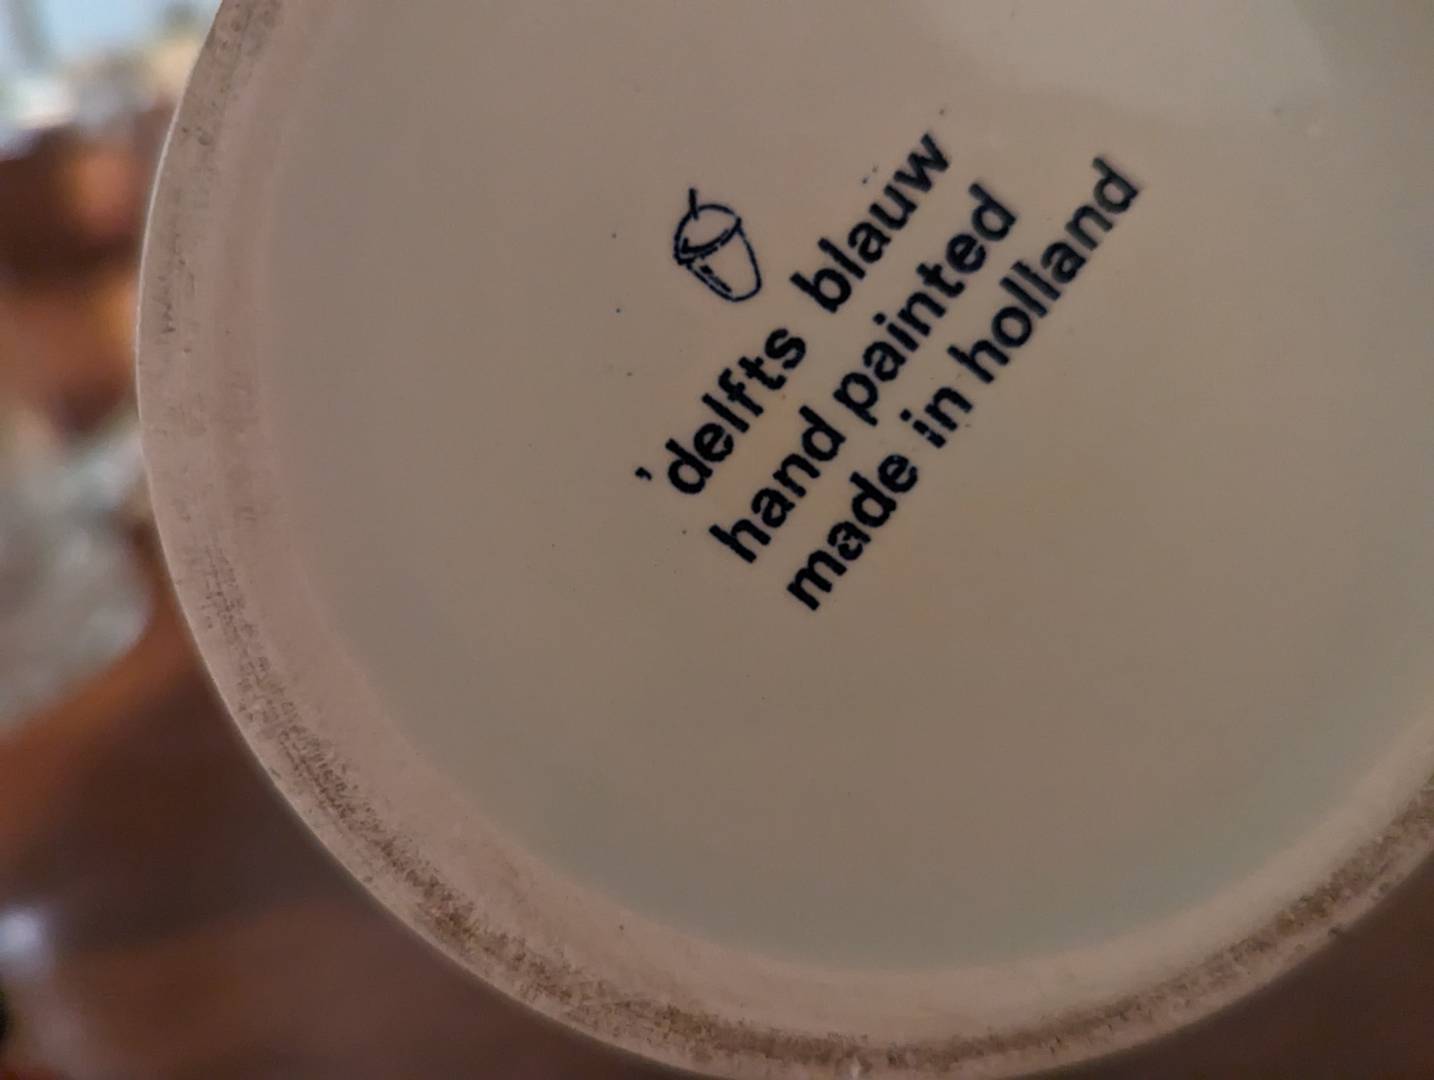 ’delfts blauw
hand painted
made in holland